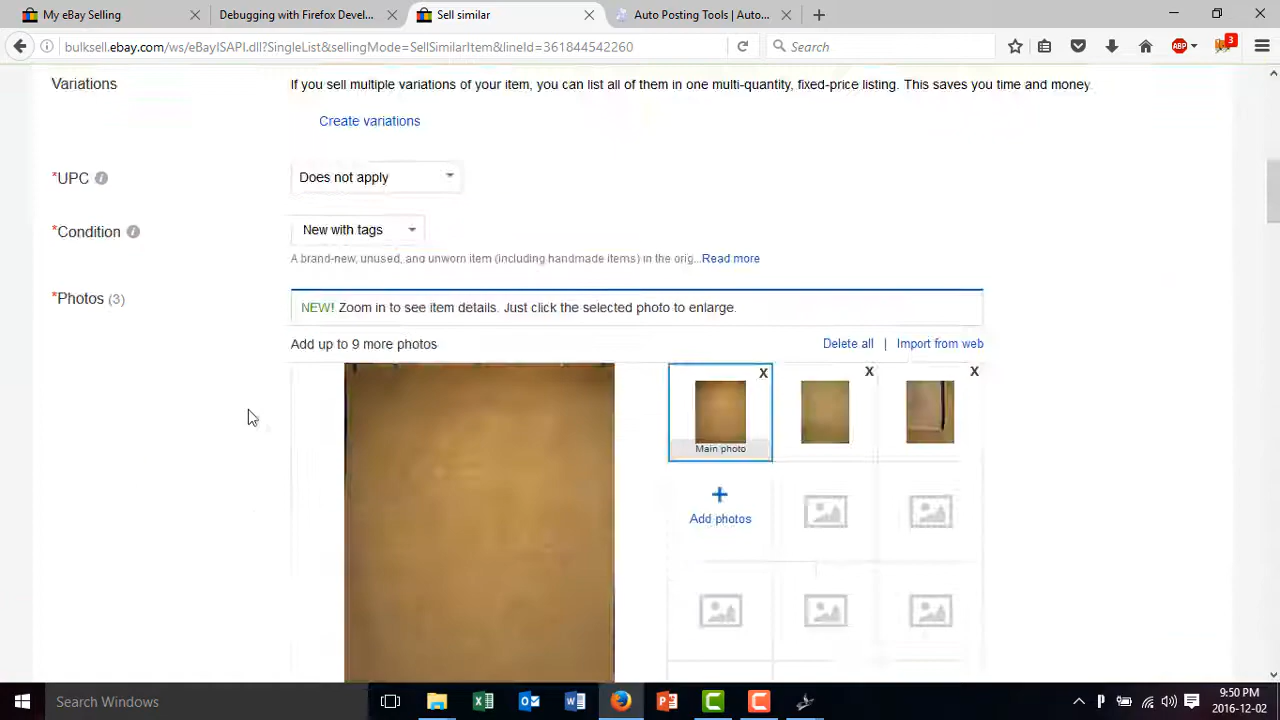 My eBay Selling
Debugging with Firefox Devel...
Sell similar
Auto Posting Tools | Auto...
bulksell.ebay.com/ws/eBayISAPI.dll?SingleList&sellingMode=SellSimilarItem&lineId=361844542260
Search
ABP
3
Variations
If you sell multiple variations of your item, you can list all of them in one multi-quantity, fixed-price listing. This saves you time and money.
Create variations
*UPC
Does not apply
*Condition
New with tags
A brand-new, unused, and unworn item (including handmade items) in the orig...Read more
*Photos (3)
NEW! Zoom in to see item details. Just click the selected photo to enlarge.
Add up to 9 more photos
Delete all | Import from web
X X X
Main photo
Add photos
Search Windows
9:50 PM
2016-12-02